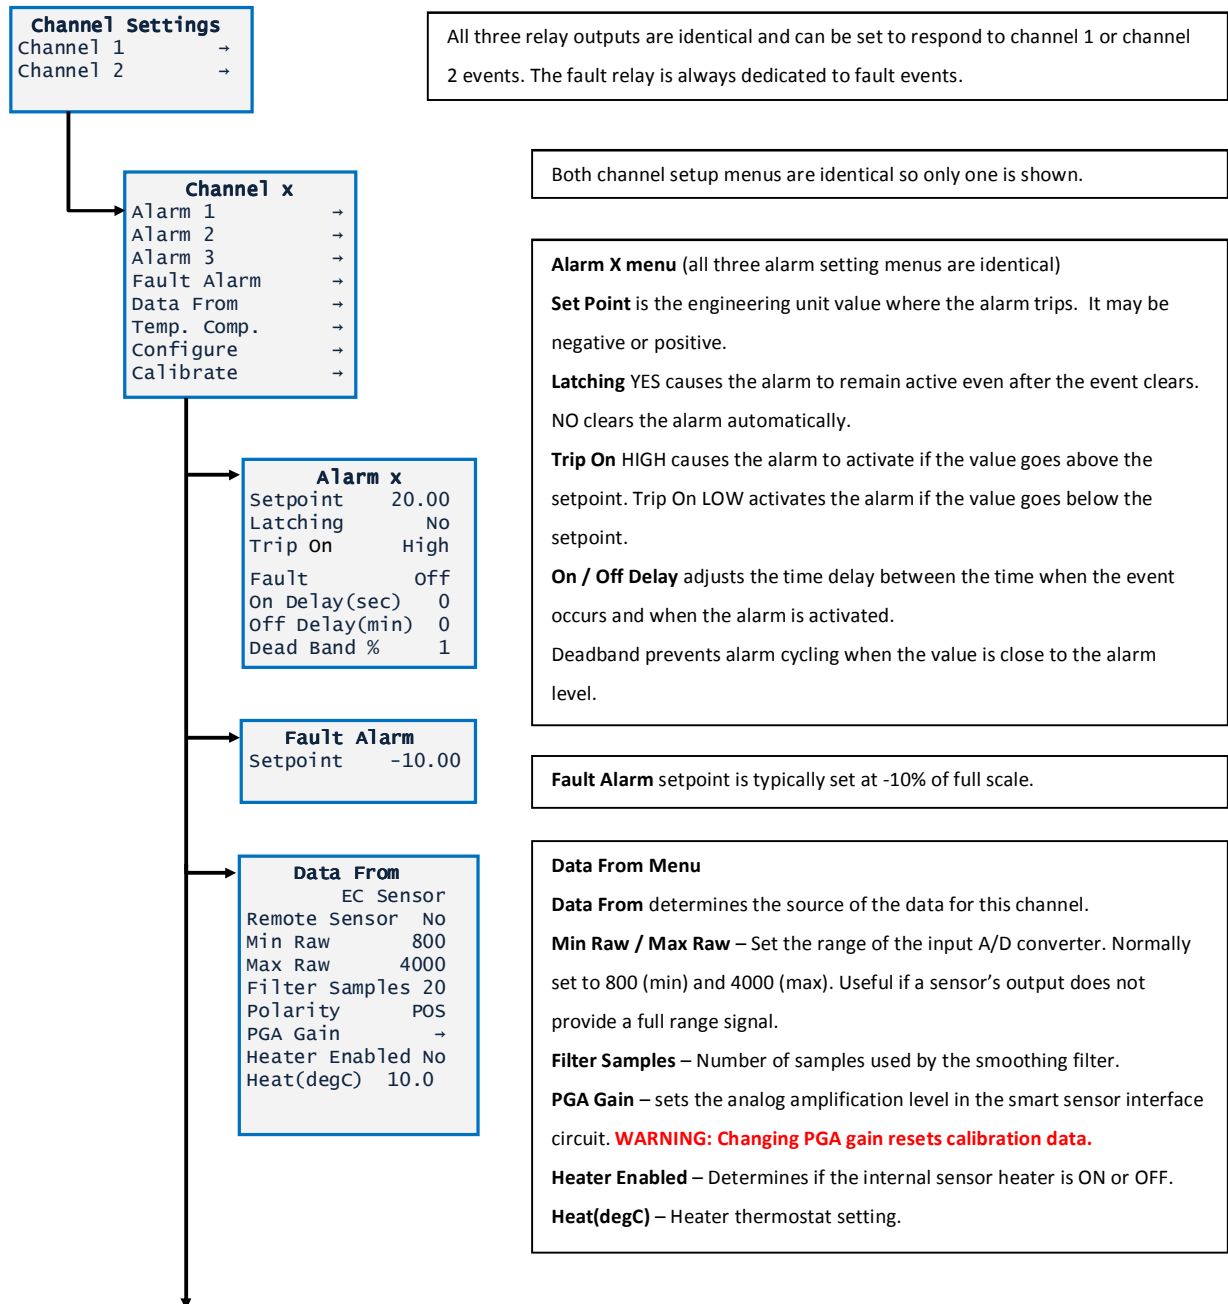 Channel Settings
Channel 1 →
Channel 2 →
All three relay outputs are identical and can be set to respond to channel 1 or channel
2 events. The fault relay is always dedicated to fault events.
Channel x
Alarm 1 →
Alarm 2 →
Alarm 3 →
Fault Alarm →
Data From →
Temp. Comp. →
Configure →
Calibrate →
Both channel setup menus are identical so only one is shown.
Alarm x
Setpoint 20.00
Latching No
Trip On High
Fault Off
On Delay(sec) 0
Off Delay(min) 0
Dead Band % 1
Alarm X menu (all three alarm setting menus are identical)
Set Point is the engineering unit value where the alarm trips. It may be
negative or positive.
Latching YES causes the alarm to remain active even after the event clears.
NO clears the alarm automatically.
Trip On HIGH causes the alarm to activate if the value goes above the
setpoint. Trip On LOW activates the alarm if the value goes below the
setpoint.
On / Off Delay adjusts the time delay between the time when the event
occurs and when the alarm is activated.
Deadband prevents alarm cycling when the value is close to the alarm
level.
Fault Alarm
Setpoint -10.00
Fault Alarm setpoint is typically set at -10% of full scale.
Data From
EC Sensor
Remote Sensor No
Min Raw 800
Max Raw 4000
Filter Samples 20
Polarity POS
PGA Gain →
Heater Enabled No
Heat(degC) 10.0
Data From Menu
Data From determines the source of the data for this channel.
Min Raw / Max Raw – Set the range of the input A/D converter. Normally
set to 800 (min) and 4000 (max). Useful if a sensor’s output does not
provide a full range signal.
Filter Samples – Number of samples used by the smoothing filter.
PGA Gain – sets the analog amplification level in the smart sensor interface
circuit. WARNING: Changing PGA gain resets calibration data.
Heater Enabled – Determines if the internal sensor heater is ON or OFF.
Heat(degC) – Heater thermostat setting.